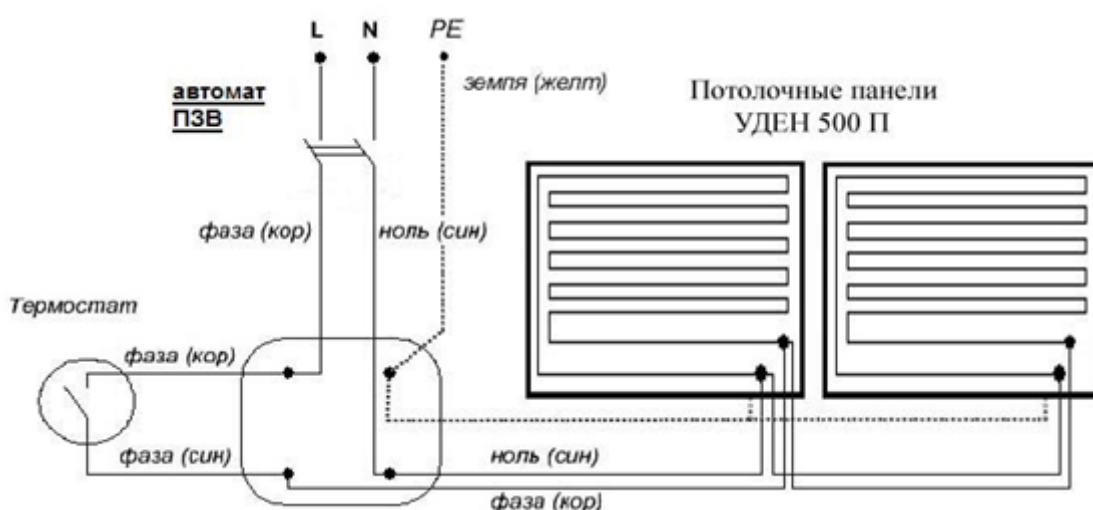 L N PE
земля (желт)
автомат
ПЗВ
Потолочные панели
УДЕН 500 П
фаза (кор) ноль (син)
Термостат
фаза (кор)
фаза (син) ноль (син)
фаза (кор)